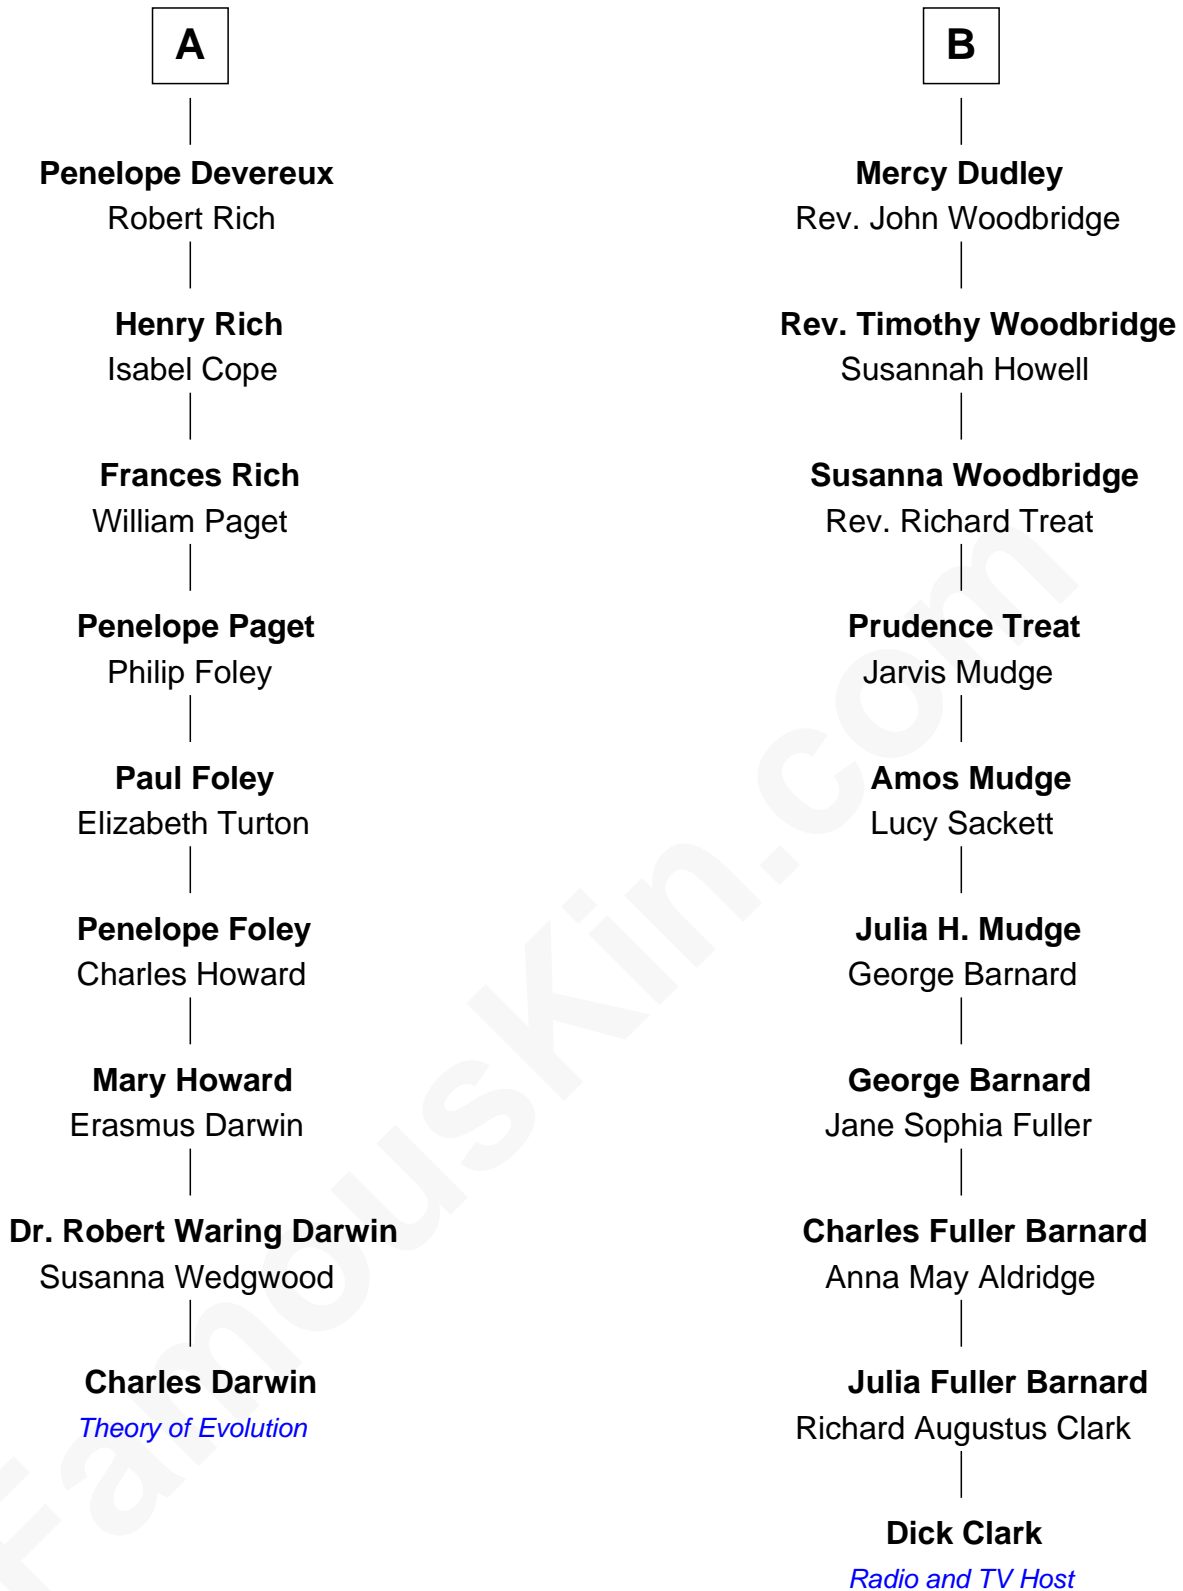 A
Penelope Devereux
Robert Rich
Henry Rich
Isabel Cope
Frances Rich
William Paget
Penelope Paget
Philip Foley
Paul Foley
Elizabeth Turton
Penelope Foley
Charles Howard
Mary Howard
Erasmus Darwin
Dr. Robert Waring Darwin
Susanna Wedgwood
Charles Darwin
Theory of Evolution
B
Mercy Dudley
Rev. John Woodbridge
Rev. Timothy Woodbridge
Susannah Howell
Susanna Woodbridge
Rev. Richard Treat
Prudence Treat
Jarvis Mudge
Amos Mudge
Lucy Sackett
Julia H. Mudge
George Barnard
George Barnard
Jane Sophia Fuller
Charles Fuller Barnard
Anna May Aldridge
Julia Fuller Barnard
Richard Augustus Clark
Dick Clark
Radio and TV Host
FamousKin.com